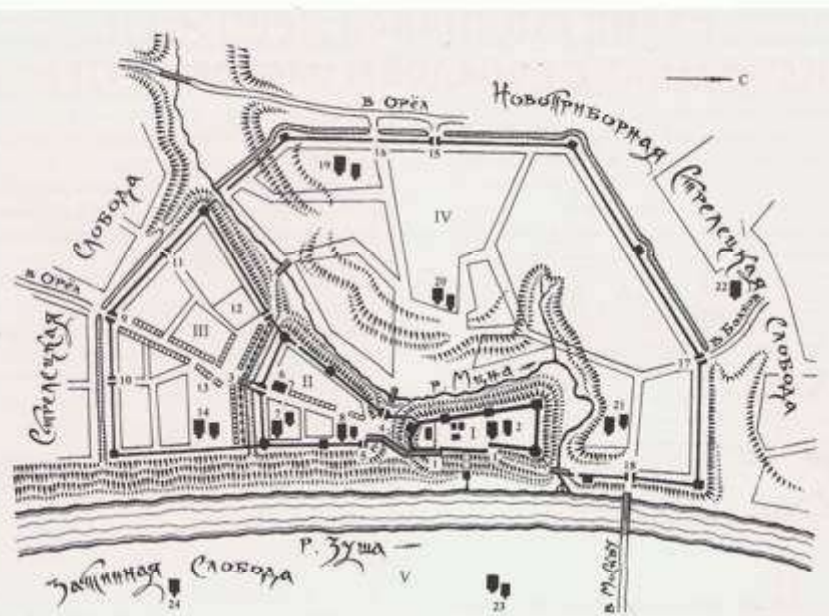 С
в Орёл
Новоприборная
Стрелецкая
Слобода
16
15
19
IV
Слобода
11
20
22
в Орёл
в Болхов
III
12
9
Стрелецкая
Слобода
17
10
р. Мцна
3
6
II
13
14
7
8
4
I
2
21
5
1
18
р. Зуша
Затинная
Слобода
V
в Москву
24
23